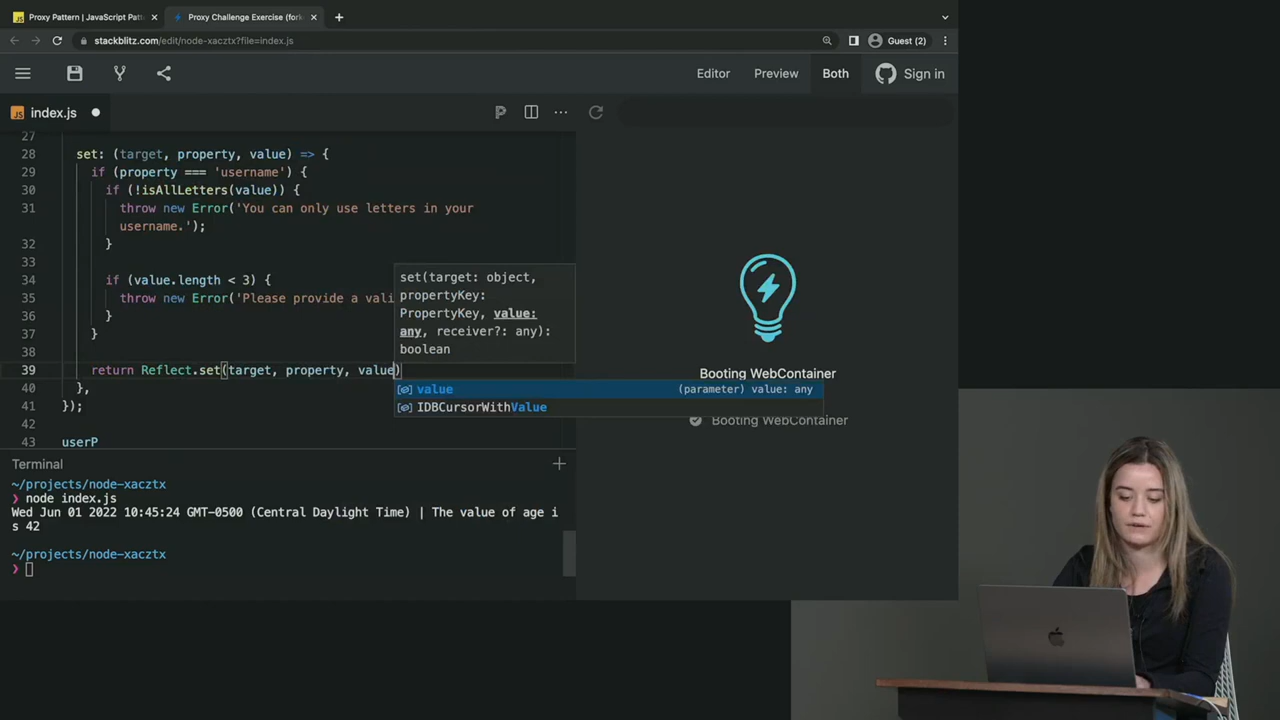 Proxy Pattern | JavaScript Patt
Proxy Challenge Exercise (fork
stackblitz.com/edit/node-xacztx?file=index.js
Guest (2)
Editor
Preview
Both
Sign in
JS index.js
27
28 set: (target, property, value) => {
29 if (property === 'username') {
30 if (!isAllLetters(value)) {
31 throw new Error('You can only use letters in your
username.');
32 }
33
34 if (value.length < 3) {
35 throw new Error('Please provide a vali
36 }
37 }
38
39 return Reflect.set(target, property, value)
40 },
41 });
42
43 userP
set(target: object,
propertyKey:
PropertyKey, value:
any, receiver?: any):
boolean
value (parameter) value: any
IDBCursorWithValue
Booting WebContainer
Booting WebContainer
Terminal
~/projects/node-xacztx
❯ node index.js
Wed Jun 01 2022 10:45:24 GMT-0500 (Central Daylight Time) | The value of age i
s 42
~/projects/node-xacztx
❯